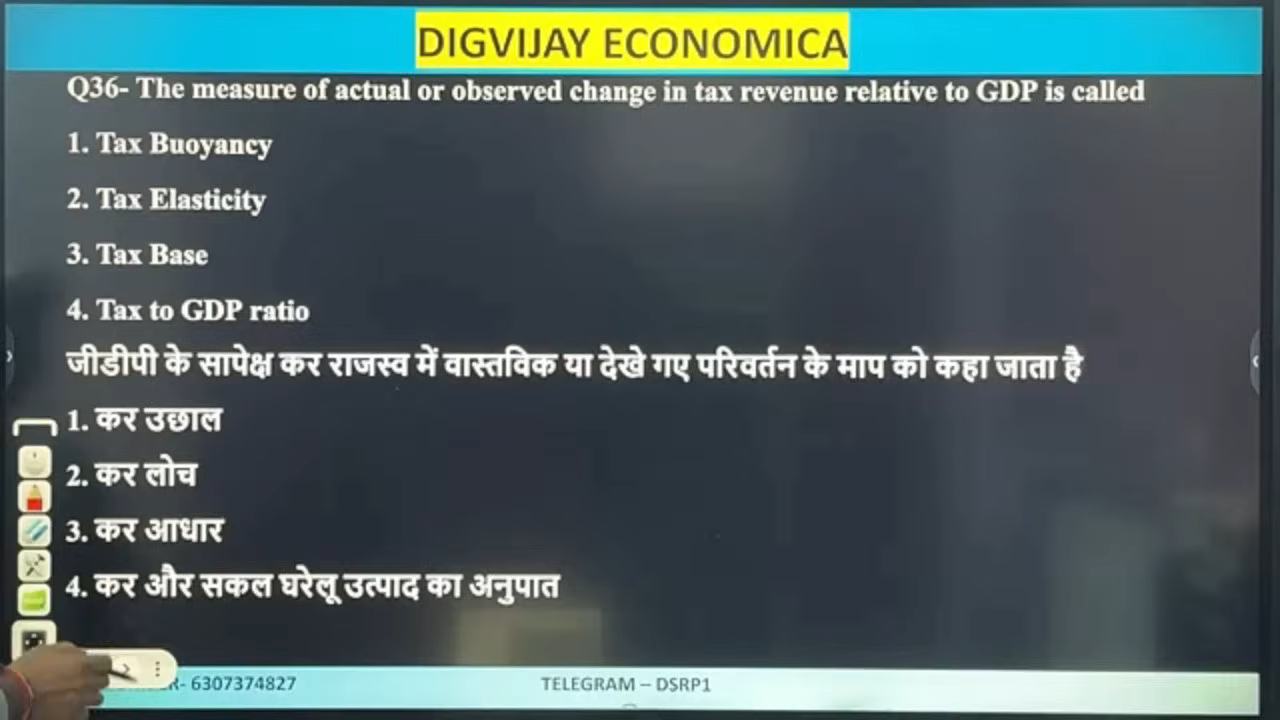 DIGVIJAY ECONOMICA
Q36- The measure of actual or observed change in tax revenue relative to GDP is called
1. Tax Buoyancy
2. Tax Elasticity
3. Tax Base
4. Tax to GDP ratio
जीडीपी के सापेक्ष कर राजस्व में वास्तविक या देखे गए परिवर्तन के माप को कहा जाता है
1. कर उछाल
2. कर लोच
3. कर आधार
4. कर और सकल घरेलू उत्पाद का अनुपात
6307374827
TELEGRAM – DSRP1